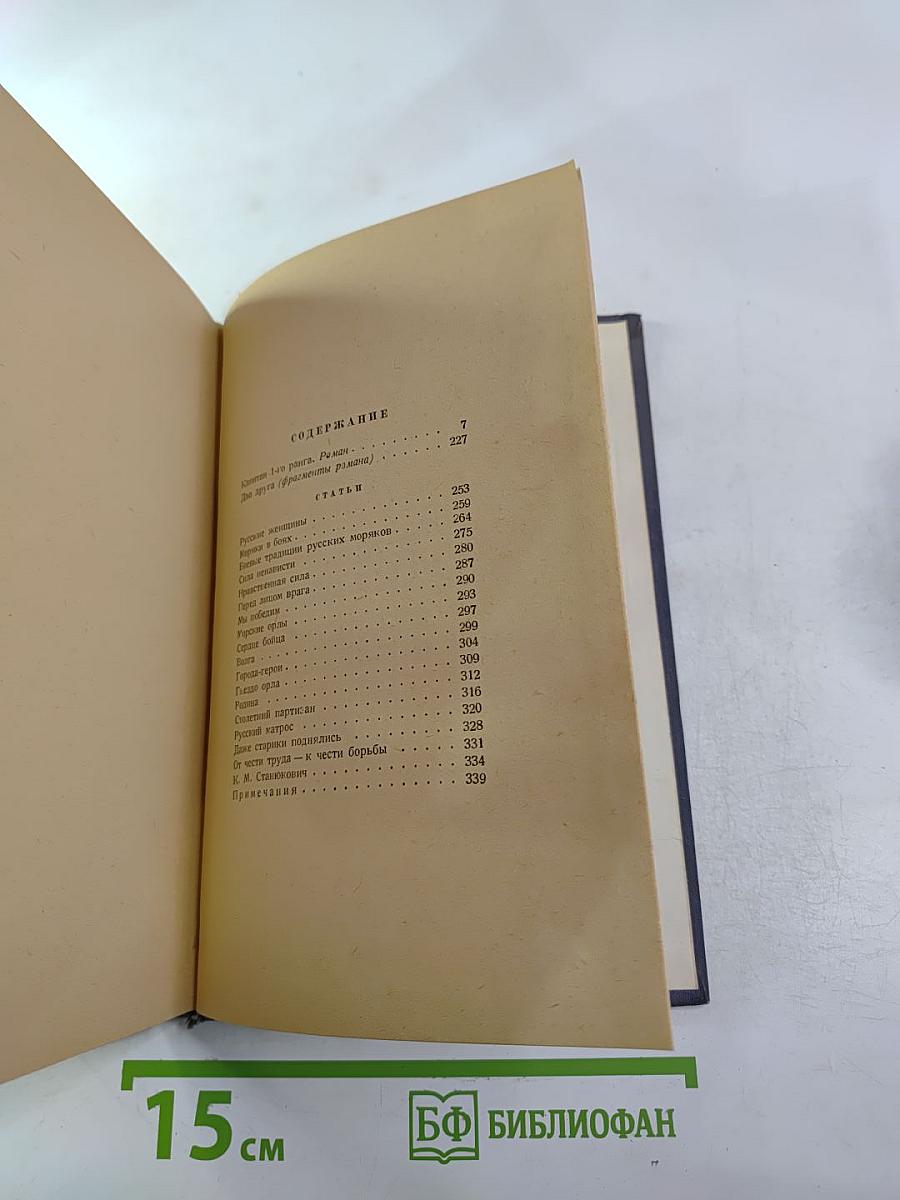 СОДЕРЖАНИЕ
Капитан 1-го ранга. Роман . . . . . . . . 7
Два друга (фрагменты романа) . . . . . . 227
СТАТЬИ
Русские женщины . . . . . . . . . . . 253
Моряки в боях . . . . . . . . . . . . 259
Боевые традиции русских моряков . . . . 264
Сила ненависти . . . . . . . . . . . . 275
Нравственная сила . . . . . . . . . . . 280
Перед лицом врага . . . . . . . . . . . 287
Мы победим . . . . . . . . . . . . . 290
Морские орлы . . . . . . . . . . . . 293
Сердце бойца . . . . . . . . . . . . 297
Волга . . . . . . . . . . . . . . . 299
Города-герои . . . . . . . . . . . . . 304
Гнездо орла . . . . . . . . . . . . . 309
Родина . . . . . . . . . . . . . . . 312
Столетний партизан . . . . . . . . . . 316
Русский матрос . . . . . . . . . . . . 320
Даже старики поднялись . . . . . . . . 328
От чести труда — к чести борьбы . . . . 331
К. М. Станюкович . . . . . . . . . . . 334
Примечания . . . . . . . . . . . . . 339
15 см
БФ БИБЛИОФАН